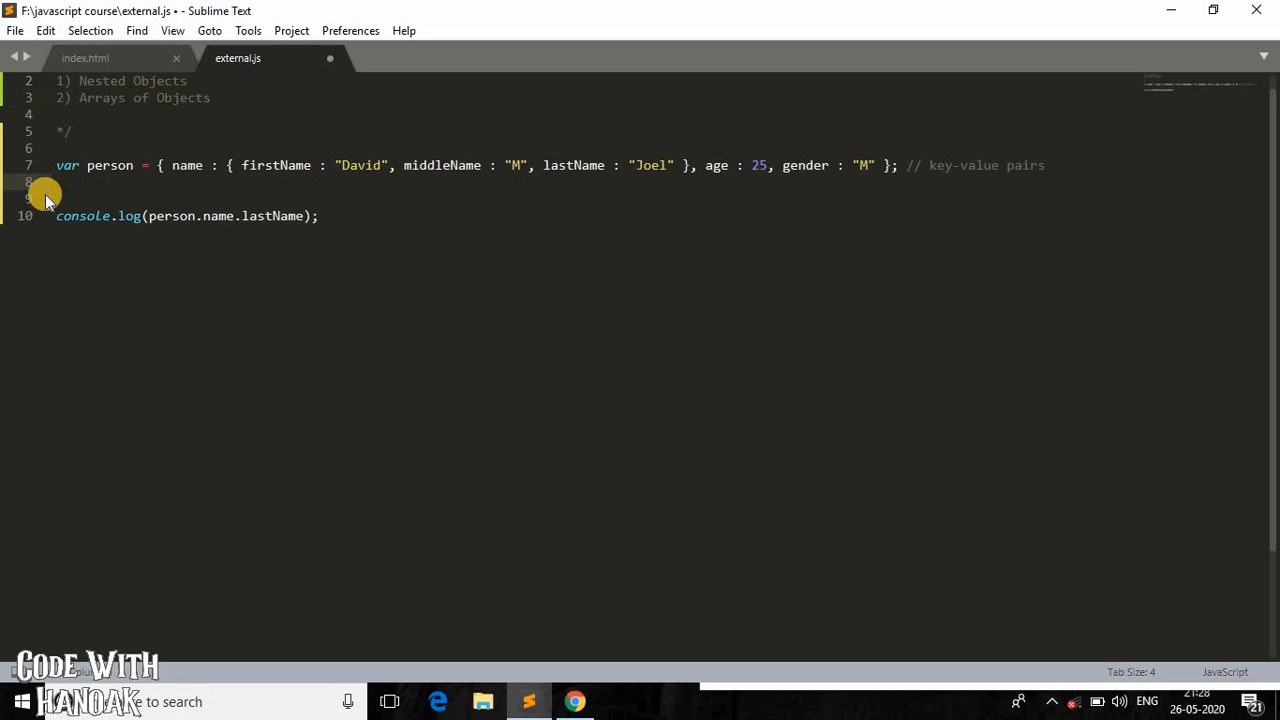 F:\javascript course\external.js • - Sublime Text
File Edit Selection Find View Goto Tools Project Preferences Help
index.html external.js
2 1) Nested Objects
3 2) Arrays of Objects
4
5 */
6
7 var person = { name : { firstName : "David", middleName : "M", lastName : "Joel" }, age : 25, gender : "M" }; // key-value pairs
8
9
10 console.log(person.name.lastName);
CODE WITH
HANOAK
Tab Size: 4 JavaScript
e to search
ENG
21:28
26-05-2020
21